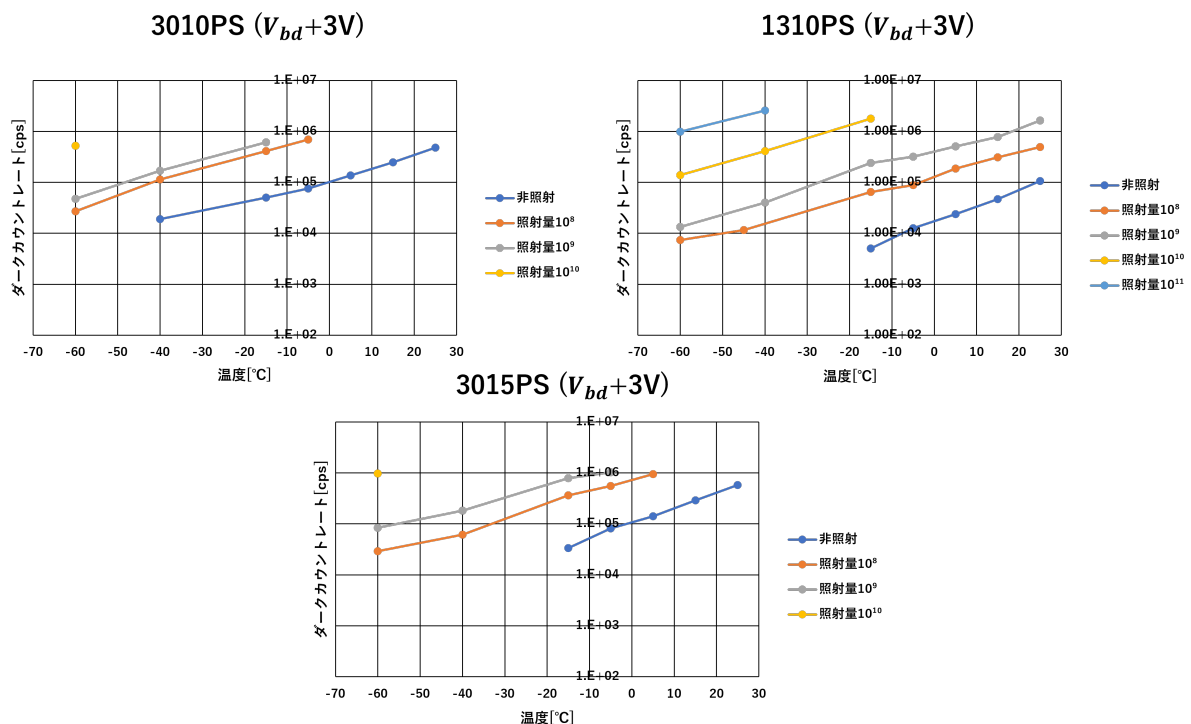 3010PS (Vbd+3V)
ダークカウントレート[cps]
1.E+07
1.E+06
1.E+05
1.E+04
1.E+03
1.E+02
-70 -60 -50 -40 -30 -20 -10 0 10 20 30
温度[℃]
非照射
照射量10⁸
照射量10⁹
照射量10¹⁰
1310PS (Vbd+3V)
ダークカウントレート[cps]
1.00E+07
1.00E+06
1.00E+05
1.00E+04
1.00E+03
1.00E+02
-70 -60 -50 -40 -30 -20 -10 0 10 20 30
温度[℃]
非照射
照射量10⁸
照射量10⁹
照射量10¹⁰
照射量10¹¹
3015PS (Vbd+3V)
ダークカウントレート[cps]
1.E+07
1.E+06
1.E+05
1.E+04
1.E+03
1.E+02
-70 -60 -50 -40 -30 -20 -10 0 10 20 30
温度[℃]
非照射
照射量10⁸
照射量10⁹
照射量10¹⁰